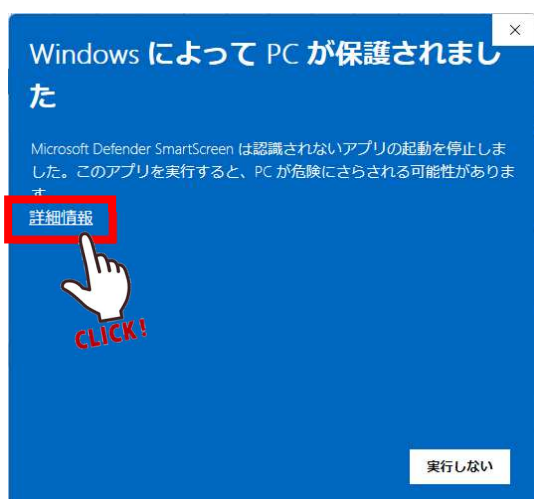 ×
Windows によって PC が保護されまし
た
Microsoft Defender SmartScreen は認識されないアプリの起動を停止しま
した。このアプリを実行すると、PC が危険にさらされる可能性がありま
す
詳細情報
CLICK!
実行しない